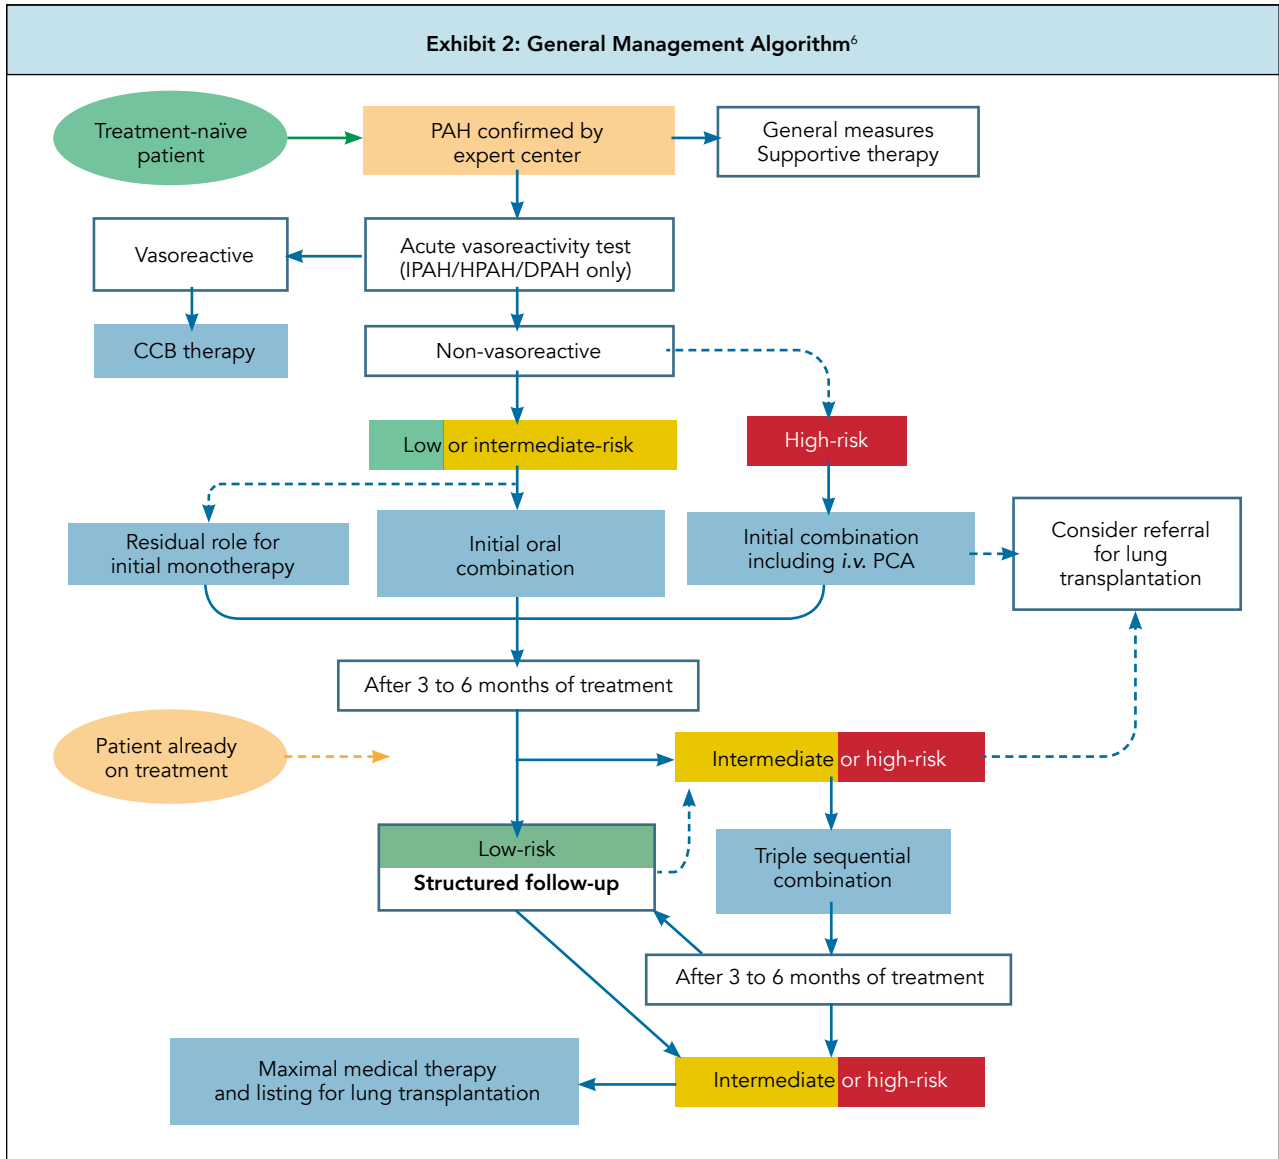 Exhibit 2: General Management Algorithm⁶
Treatment-naïve
patient
PAH confirmed by
expert center
General measures
Supportive therapy
Vasoreactive
Acute vasoreactivity test
(IPAH/HPAH/DPAH only)
CCB therapy
Non-vasoreactive
Low or intermediate-risk
High-risk
Residual role for
initial monotherapy
Initial oral
combination
Initial combination
including i.v. PCA
Consider referral
for lung
transplantation
After 3 to 6 months of treatment
Patient already
on treatment
Intermediate or high-risk
Low-risk
Structured follow-up
Triple sequential
combination
After 3 to 6 months of treatment
Maximal medical therapy
and listing for lung transplantation
Intermediate or high-risk